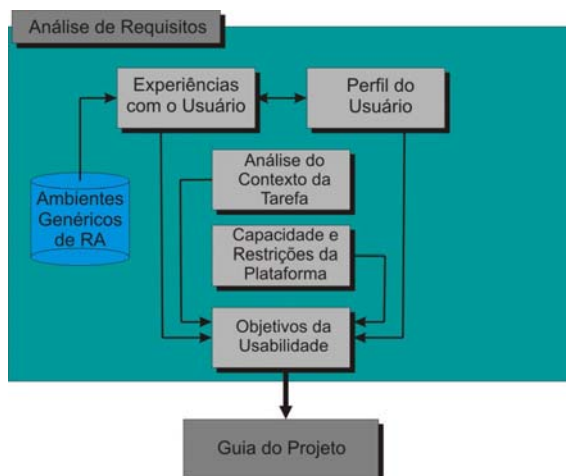 Análise de Requisitos
Experiências
com o Usuário
Perfil do
Usuário
Análise do
Contexto da
Tarefa
Ambientes
Genéricos
de RA
Capacidade e
Restrições da
Plataforma
Objetivos da
Usabilidade
Guia do Projeto